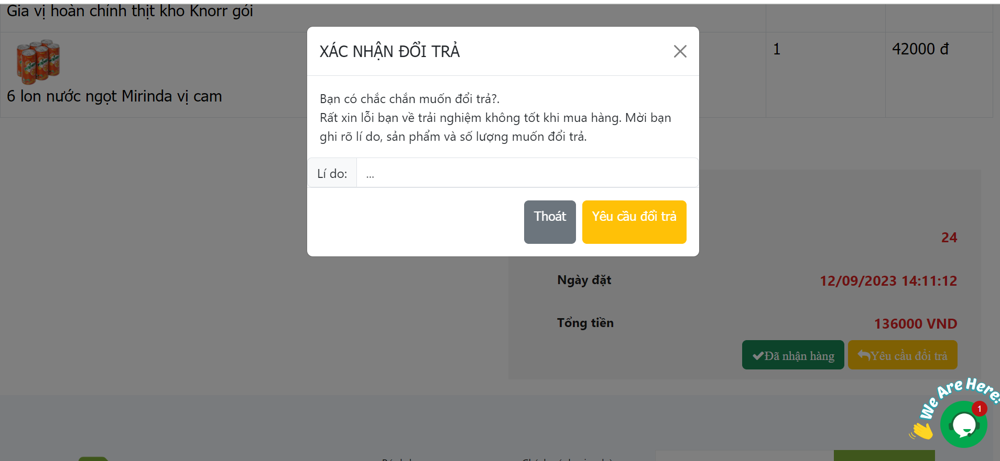 Gia vị hoàn chính thịt kho Knorr gói
6 lon nước ngọt Mirinda vị cam
1
42000 đ
XÁC NHẬN ĐỔI TRẢ
Bạn có chắc chắn muốn đổi trả?.
Rất xin lỗi bạn về trải nghiệm không tốt khi mua hàng. Mời bạn
ghi rõ lí do, sản phẩm và số lượng muốn đổi trả.
Lí do:
...
Thoát
Yêu cầu đổi trả
24
Ngày đặt
12/09/2023 14:11:12
Tổng tiền
136000 VND
Đã nhận hàng
Yêu cầu đổi trả
We Are Here!
1